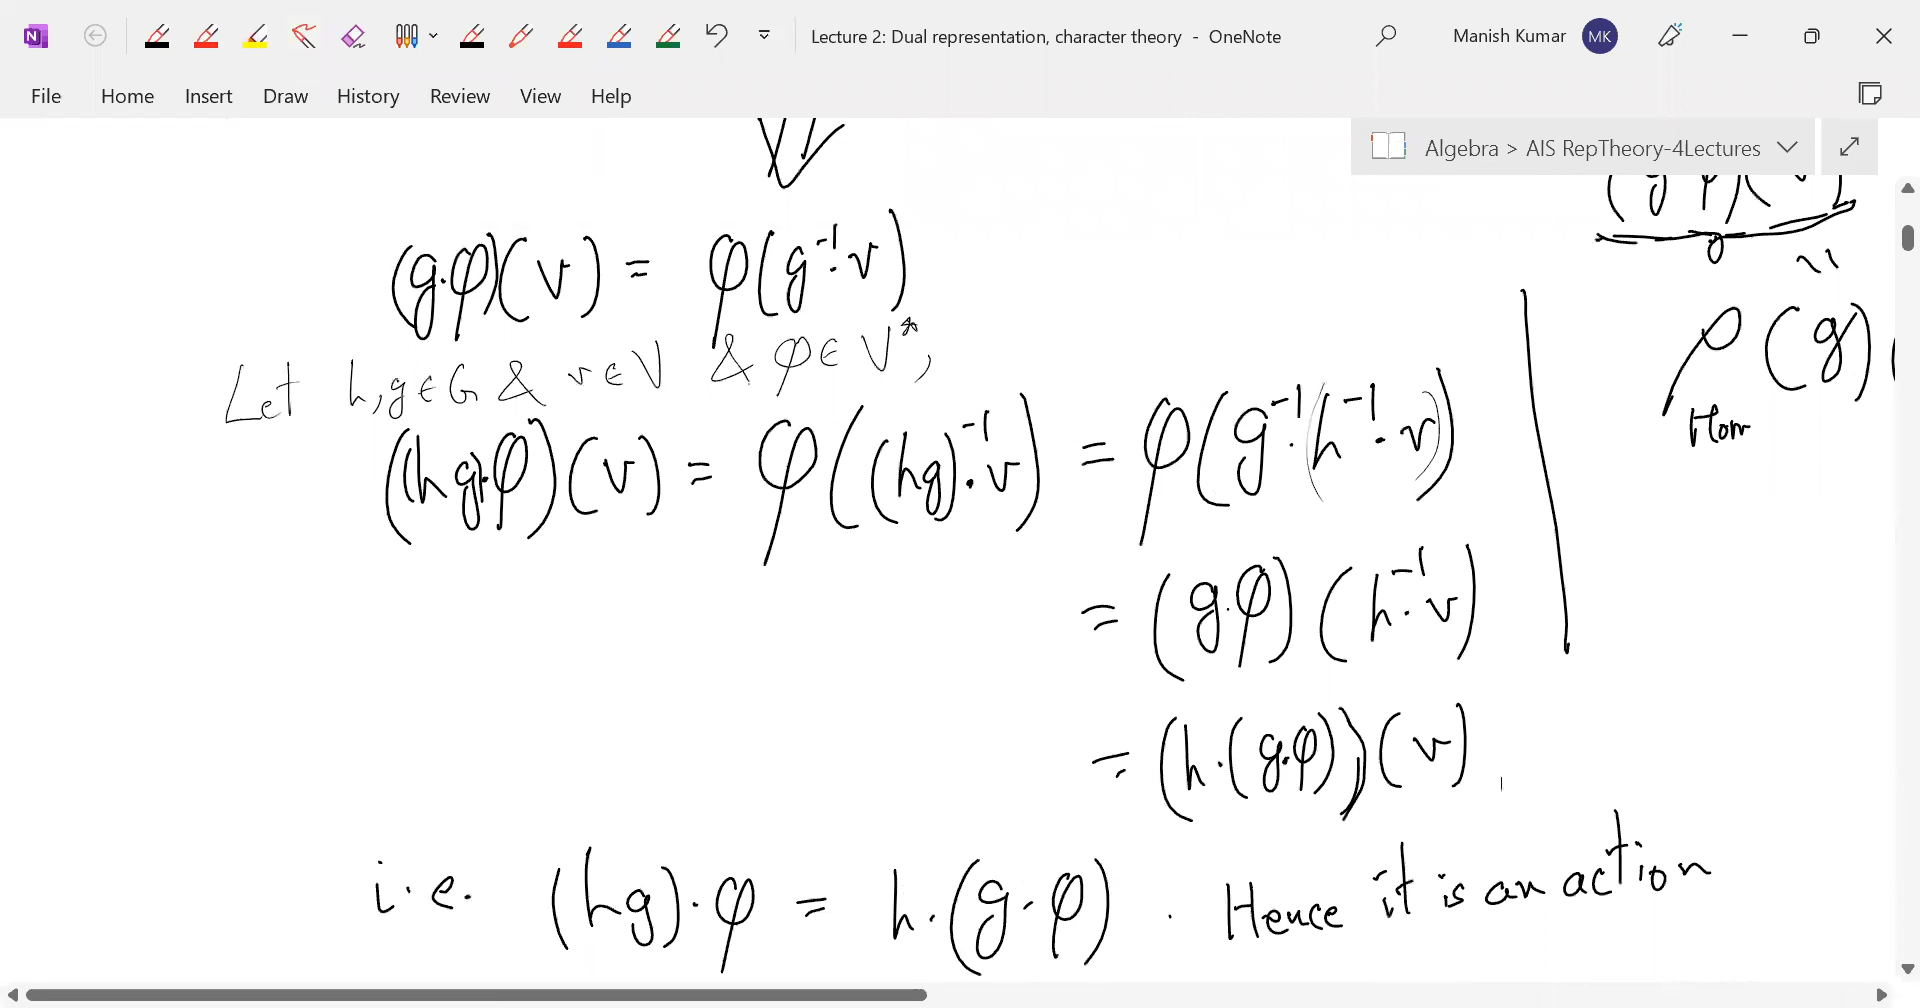 Lecture 2: Dual representation, character theory - OneNote
Manish Kumar MK
File Home Insert Draw History Review View Help
Algebra > AIS RepTheory-4Lectures
(g·φ)(v) = φ(g⁻¹·v)
Let h,g∈G & v∈V & φ∈V*,
((hg)·φ)(v) = φ((hg)⁻¹·v) = φ(g⁻¹·(h⁻¹·v))
= (g·φ)(h⁻¹·v)
= (h·(g·φ))(v)
i.e. (hg)·φ = h·(g·φ). Hence it is an action
ρ(g)(